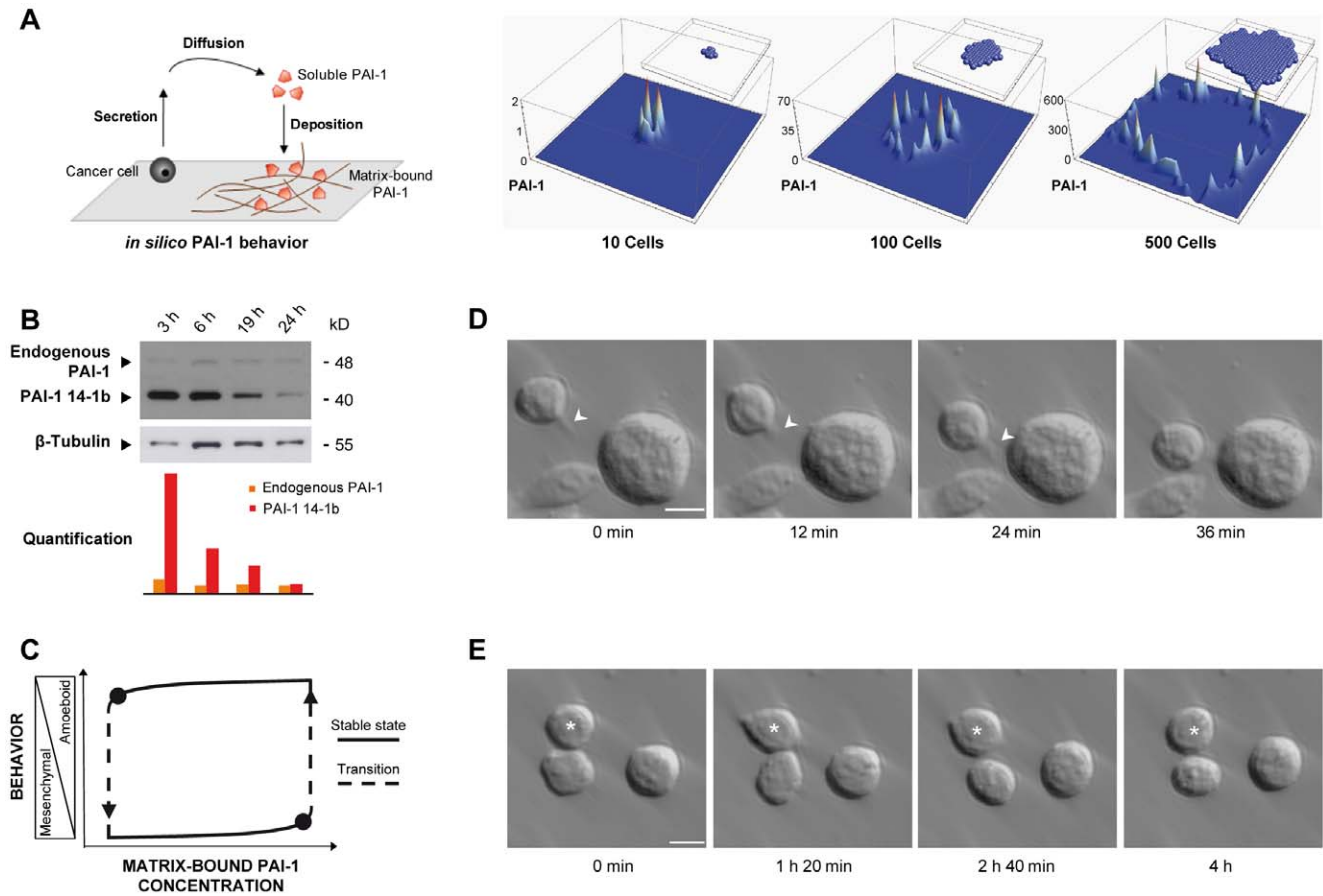 A
Diffusion
Soluble PAI-1
Secretion
Deposition
Cancer cell
Matrix-bound
PAI-1
in silico PAI-1 behavior
2
1
0
PAI-1
10 Cells
70
35
0
PAI-1
100 Cells
600
300
0
PAI-1
500 Cells
B
3 h 6 h 19 h 24 h kD
Endogenous
PAI-1
- 48
PAI-1 14-1b - 40
β-Tubulin - 55
Endogenous PAI-1
PAI-1 14-1b
Quantification
C
BEHAVIOR
Mesenchymal
Amoeboid
Stable state
Transition
MATRIX-BOUND PAI-1
CONCENTRATION
D
0 min 12 min 24 min 36 min
E
* * * *
0 min 1 h 20 min 2 h 40 min 4 h